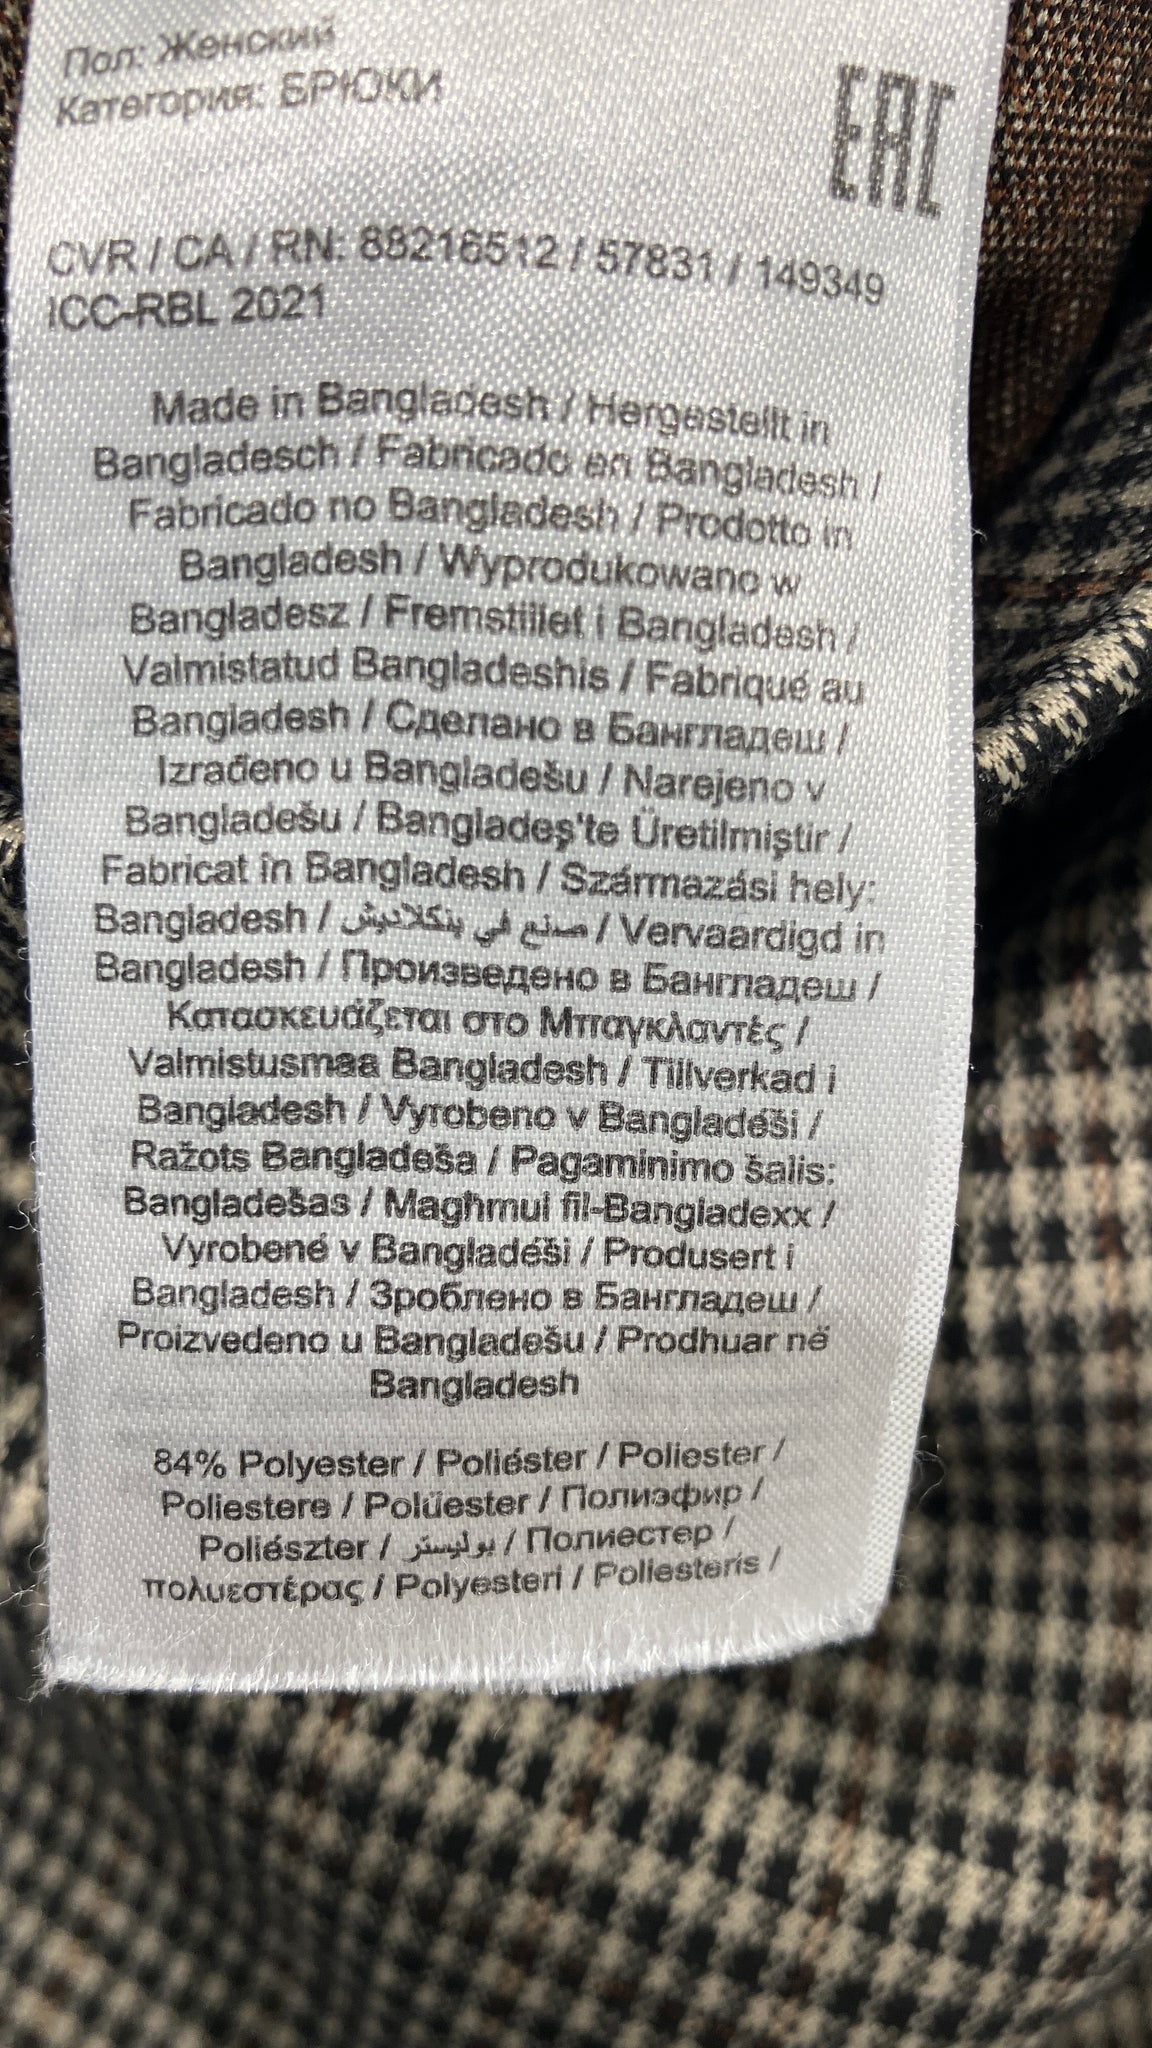 Пол: Женский
Категория: БРЮКИ
EAC
CVR / CA / RN: 88216512 / 57831 / 149349
ICC-RBL 2021
Made in Bangladesh / Hergestellt in
Bangladesch / Fabricado en Bangladesh /
Fabricado no Bangladesh / Prodotto in
Bangladesh / Wyprodukowano w
Bangladesz / Fremstillet i Bangladesh /
Valmistatud Bangladeshis / Fabriqué au
Bangladesh / Сделано в Бангладеш /
Izrađeno u Bangladešu / Narejeno v
Bangladešu / Bangladeş'te Üretilmiştir /
Fabricat în Bangladesh / Származási hely:
Bangladesh / صنع في بنكلاديش / Vervaardigd in
Bangladesh / Произведено в Бангладеш /
Κατασκευάζεται στο Μπαγκλαντές /
Valmistusmaa Bangladesh / Tillverkad i
Bangladesh / Vyrobeno v Bangladéši /
Ražots Bangladeša / Pagaminimo šalis:
Bangladešas / Magħmul fil-Bangladexx /
Vyrobené v Bangladéši / Produsert i
Bangladesh / Зроблено в Бангладеш /
Proizvedeno u Bangladešu / Prodhuar në
Bangladesh
84% Polyester / Poliéster / Poliester /
Poliestere / Polüester / Полиэфир /
Poliészter / بوليستر / Полиестер /
πολυεστέρας / Polyesteri / Poliesteris /